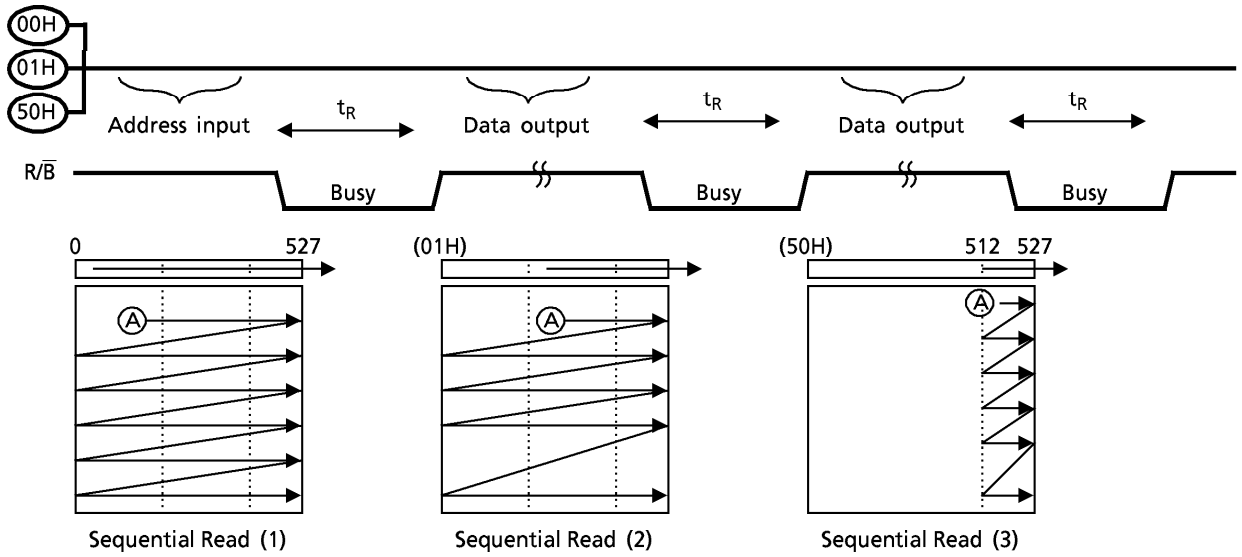 00H
01H
50H
Address input
tR
Data output
tR
Data output
tR
R/B̅
Busy
Busy
Busy
0 527
(01H)
(50H) 512 527
A
A
A
Sequential Read (1)
Sequential Read (2)
Sequential Read (3)